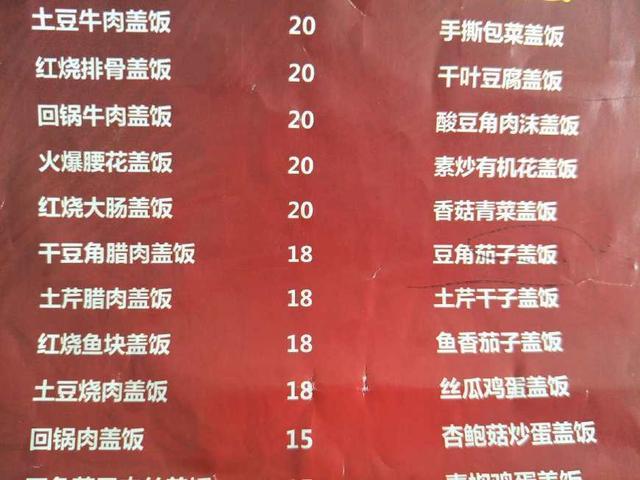 土豆牛肉盖饭 20
红烧排骨盖饭 20
回锅牛肉盖饭 20
火爆腰花盖饭 20
红烧大肠盖饭 20
干豆角腊肉盖饭 18
土芹腊肉盖饭 18
红烧鱼块盖饭 18
土豆烧肉盖饭 18
回锅肉盖饭 15
手撕包菜盖饭
千叶豆腐盖饭
酸豆角肉沫盖饭
素炒有机花盖饭
香菇青菜盖饭
豆角茄子盖饭
土芹干子盖饭
鱼香茄子盖饭
丝瓜鸡蛋盖饭
杏鲍菇炒蛋盖饭
青椒鸡蛋盖饭